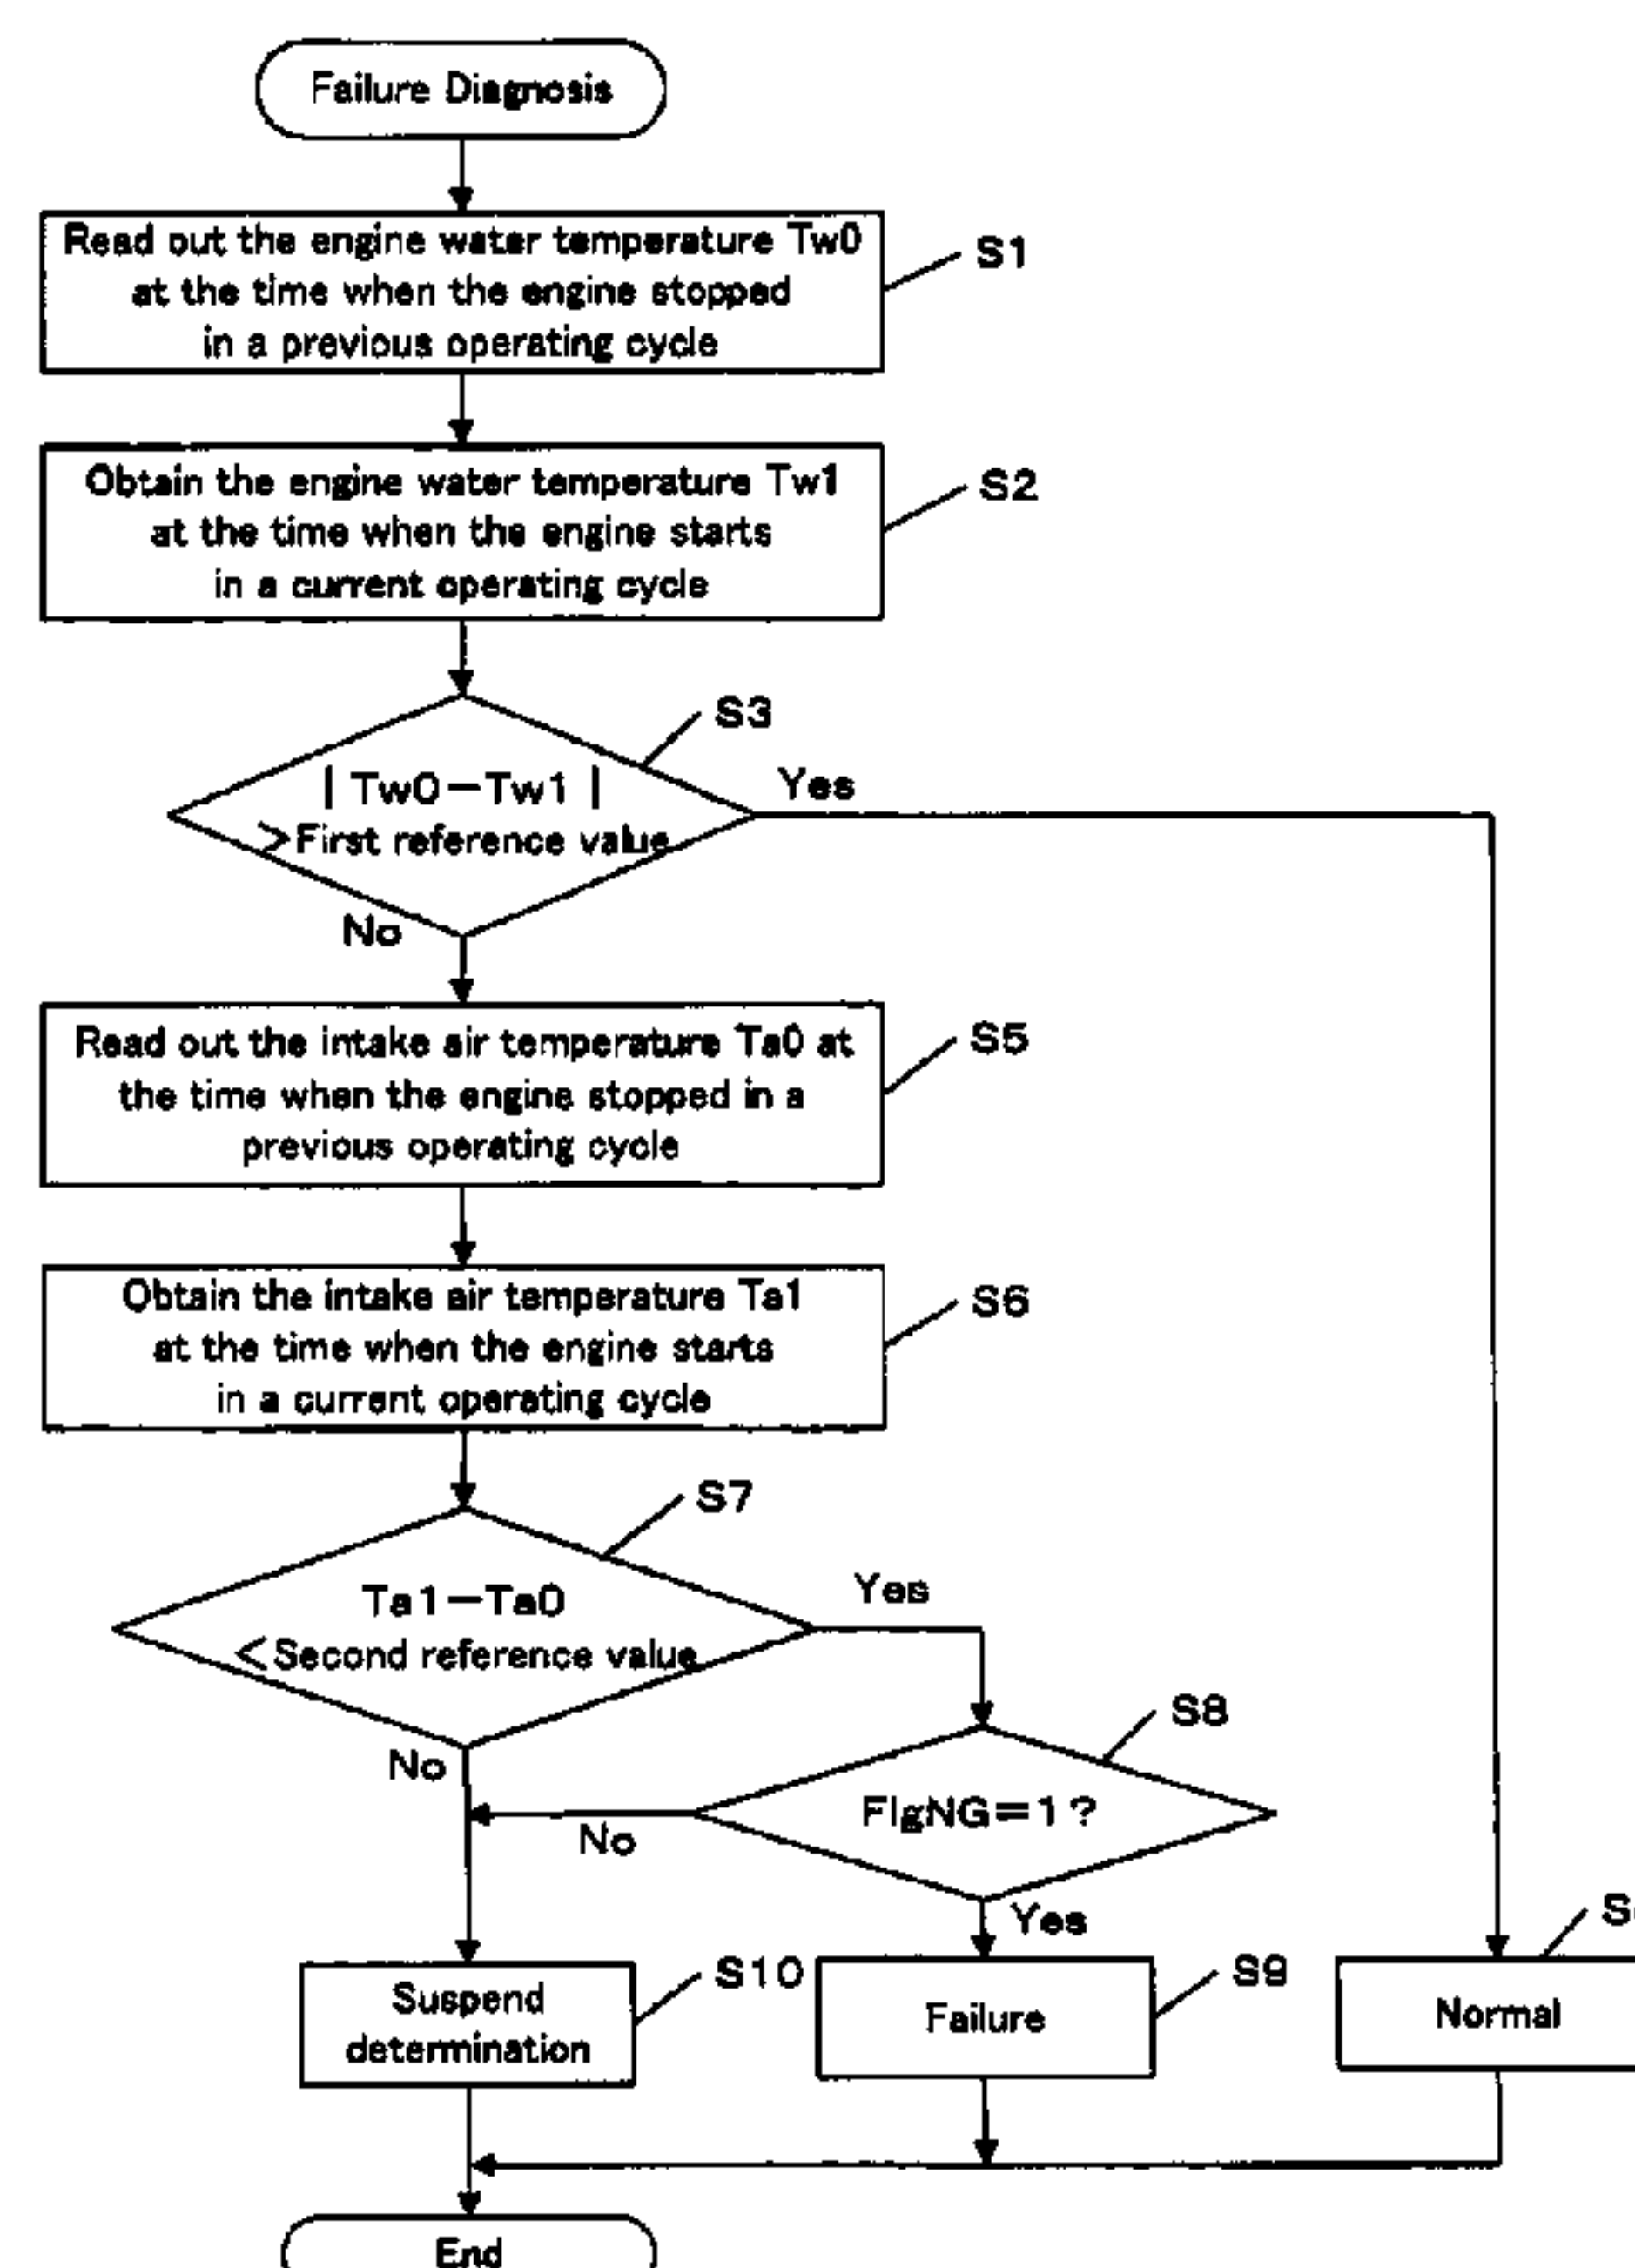 Failure Diagnosis
Read out the engine water temperature Tw0
at the time when the engine stopped
in a previous operating cycle
S1
Obtain the engine water temperature Tw1
at the time when the engine starts
in a current operating cycle
S2
S3
| Tw0-Tw1 |
>First reference value
Yes
No
Read out the intake air temperature Ta0 at
the time when the engine stopped in a
previous operating cycle
S5
Obtain the intake air temperature Ta1
at the time when the engine starts
in a current operating cycle
S6
S7
Ta1-Ta0
<Second reference value
Yes
No
S8
FlgNG=1?
No
Yes
Suspend
determination
S10
Failure
S9
Normal
End